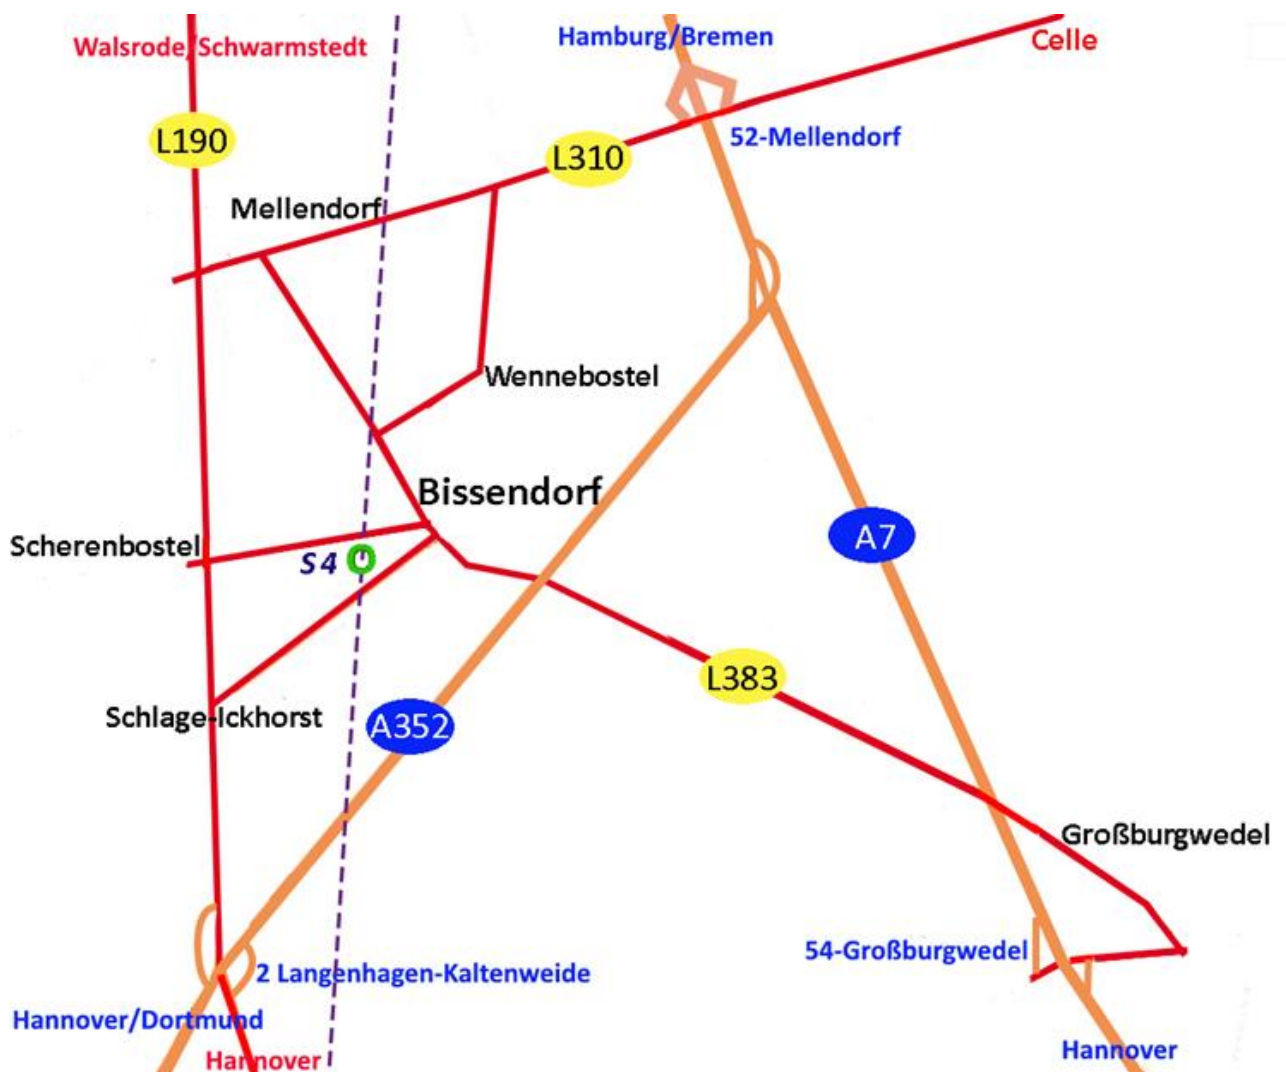 Hamburg/Bremen
Walsrode/Schwarmstedt
Celle
L190
52-Mellendorf
L310
Mellendorf
Wennebostel
Bissendorf
A7
Scherenbostel
S4
L383
Schlage-Ickhorst
A352
Großburgwedel
54-Großburgwedel
2 Langenhagen-Kaltenweide
Hannover/Dortmund
Hannover
Hannover